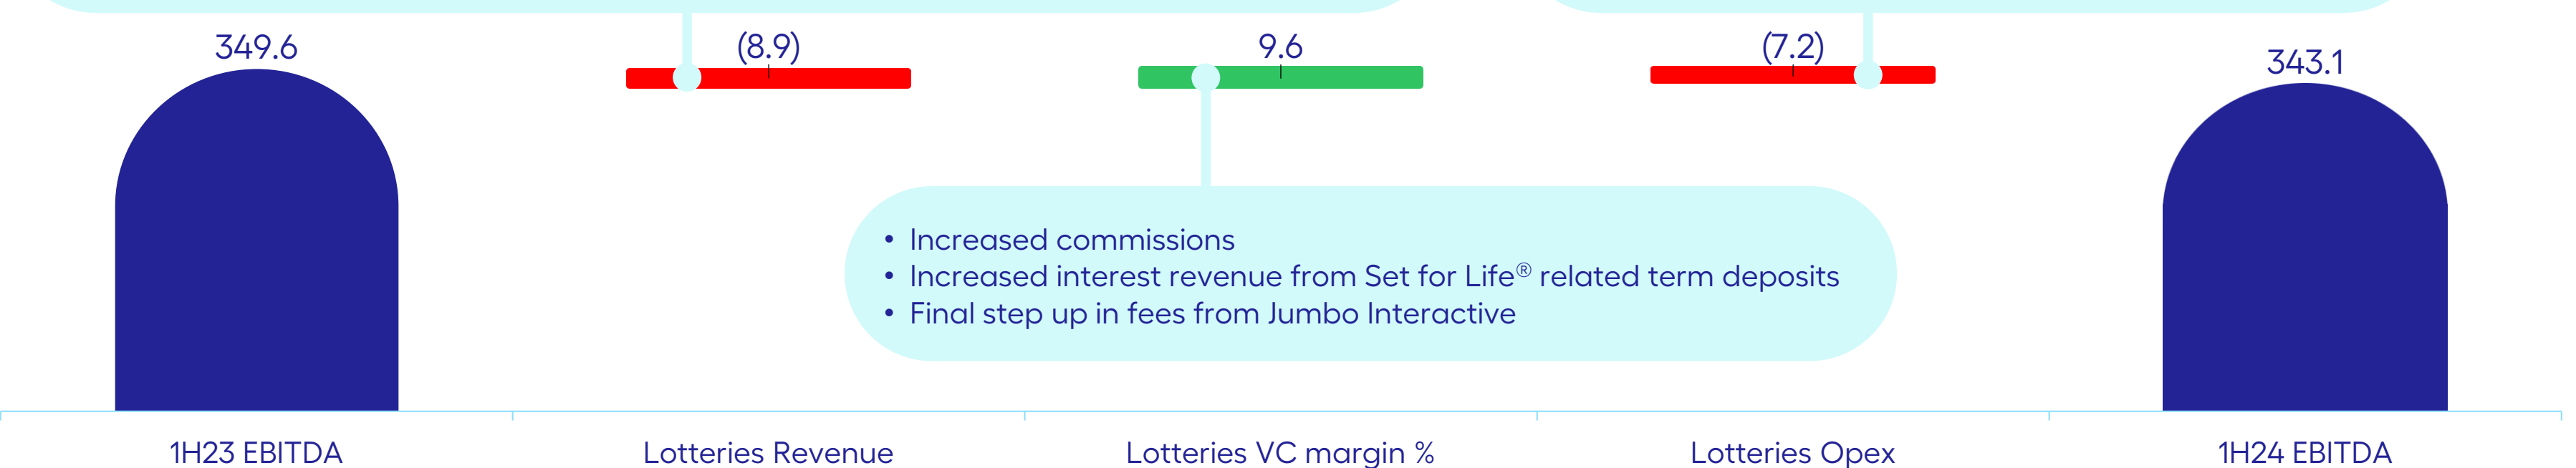 349.6
(8.9)
9.6
(7.2)
343.1
• Increased commissions
• Increased interest revenue from Set for Life® related term deposits
• Final step up in fees from Jumbo Interactive
1H23 EBITDA
Lotteries Revenue
Lotteries VC margin %
Lotteries Opex
1H24 EBITDA